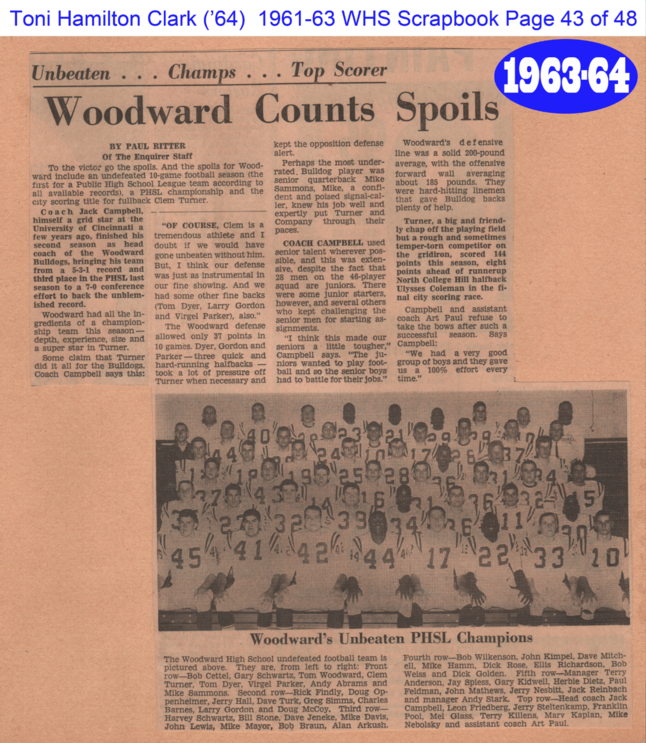 Toni Hamilton Clark ('64) 1961-63 WHS Scrapbook Page 43 of 48
1963-64
Unbeaten . . . Champs . . . Top Scorer
Woodward Counts Spoils
BY PAUL RITTER
Of The Enquirer Staff
To the victor go the spoils. And the spoils for Wood-
ward include an undefeated 10-game football season (the
first for a Public High School League team according to
all available records), a PHSL championship and the
city scoring title for fullback Clem Turner.
Coach Jack Campbell,
himself a grid star at the
University of Cincinnati a
few years ago, finished his
second season as head
coach of the Woodward
Bulldogs, bringing his team
from a 5-3-1 record and
third place in the PHSL last
season to a 7-0 conference
effort to back the unblem-
ished record.
Woodward had all the in-
gredients of a champion-
ship team this season—
depth, experience, size and
a super star in Turner.
Some claim that Turner
did it all for the Bulldogs.
Coach Campbell says this:
"OF COURSE, Clem is a
tremendous athlete and I
doubt if we would have
gone unbeaten without him.
But, I think our defense
was just as instrumental in
our fine showing. And we
had some other fine backs
(Tom Dyer, Larry Gordon
and Virgel Parker), also."
The Woodward defense
allowed only 37 points in
10 games. Dyer, Gordon and
Parker — three quick and
hard-running halfbacks —
took a lot of pressure off
Turner when necessary and
kept the opposition defense
alert.
Perhaps the most under-
rated Bulldog player was
senior quarterback Mike
Sammons, Mike, a confi-
dent and poised signal-cal-
ler, knew his job well and
expertly put Turner and
Company through their
paces.
COACH CAMPBELL used
senior talent wherever pos-
sible, and this was exten-
sive, despite the fact that
28 men on the 46-player
squad are juniors. There
were some junior starters,
however, and several others
who kept challenging the
senior men for starting as-
signments.
"I think this made our
seniors a little tougher,"
Campbell says. "The ju-
niors wanted to play foot-
ball and so the senior boys
had to battle for their jobs."
Woodward's defensive
line was a solid 200-pound
average, with the offensive
forward wall averaging
about 185 pounds. They
were hard-hitting linemen
that gave Bulldog backs
plenty of help.
Turner, a big and friend-
ly chap off the playing field
but a rough and sometimes
temper-torn competitor on
the gridiron, scored 144
points this season, eight
points ahead of runnerup
North College Hill halfback
Ulysses Coleman in the fi-
nal city scoring race.
Campbell and assistant
coach Art Paul refuse to
take the bows after such a
successful season. Says
Campbell:
"We had a very good
group of boys and they gave
us a 100% effort every
time."
45 41 42 44 17 22 33 10
Woodward's Unbeaten PHSL Champions
The Woodward High School undefeated football team is
pictured above. They are, from left to right: Front
row—Bob Cettel, Gary Schwartz, Tom Woodward, Clem
Turner, Tom Dyer, Virgel Parker, Andy Abrams and
Mike Sammons. Second row—Rick Findly, Doug Op-
penheimer, Jerry Hall, Dave Turk, Greg Simms, Charles
Barnes, Larry Gordon and Doug McCoy. Third row—
Harvey Schwartz, Bill Stone, Dave Jeneke, Mike Davis,
John Lewis, Mike Mayor, Bob Braun, Alan Arkush.
Fourth row—Bob Wilkenson, John Kimpel, Dave Mitch-
ell, Mike Hamm, Dick Rose, Ellis Richardson, Bob
Weiss and Dick Golden. Fifth row—Manager Terry
Anderson, Jay Spiess, Gary Kidwell, Herbie Dietz, Paul
Feldman, John Mathews, Jerry Nesbitt, Jack Reinbach
and manager Andy Stark. Top row—Head coach Jack
Campbell, Leon Friedberg, Jerry Steltenkamp, Franklin
Pool, Mel Glass, Terry Killens, Marv Kaplan, Mike
Nebolsky and assistant coach Art Paul.